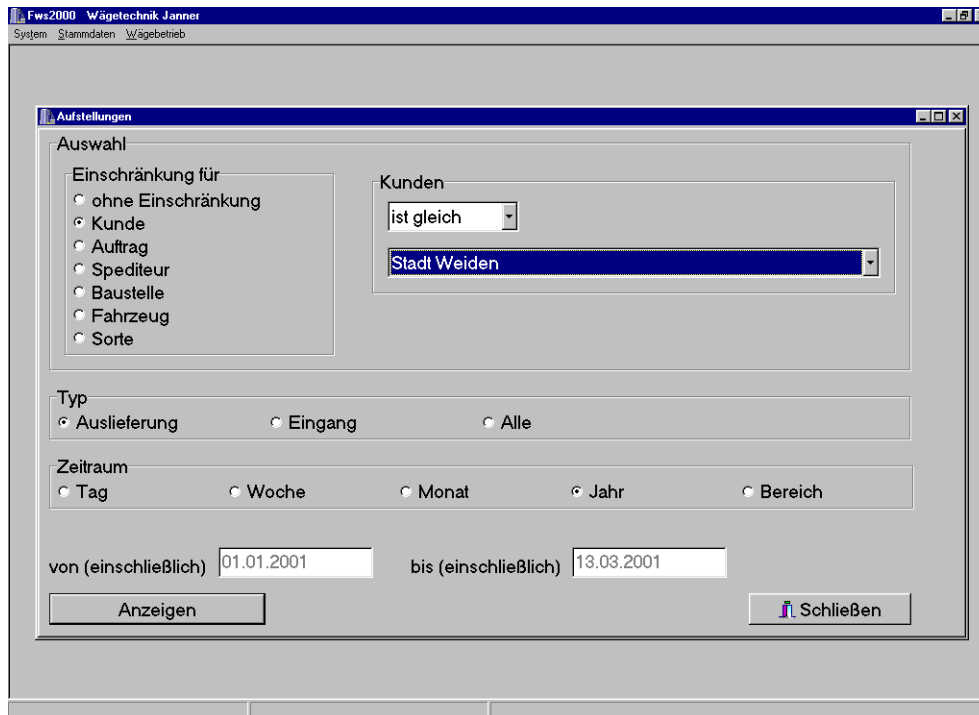 Fws2000 Wägetechnik Janner
System Stammdaten Wägebetrieb
Aufstellungen
Auswahl
Einschränkung für
ohne Einschränkung
Kunde
Auftrag
Spediteur
Baustelle
Fahrzeug
Sorte
Kunden
ist gleich
Stadt Weiden
Typ
Auslieferung Eingang Alle
Zeitraum
Tag Woche Monat Jahr Bereich
von (einschließlich) 01.01.2001 bis (einschließlich) 13.03.2001
Anzeigen Schließen